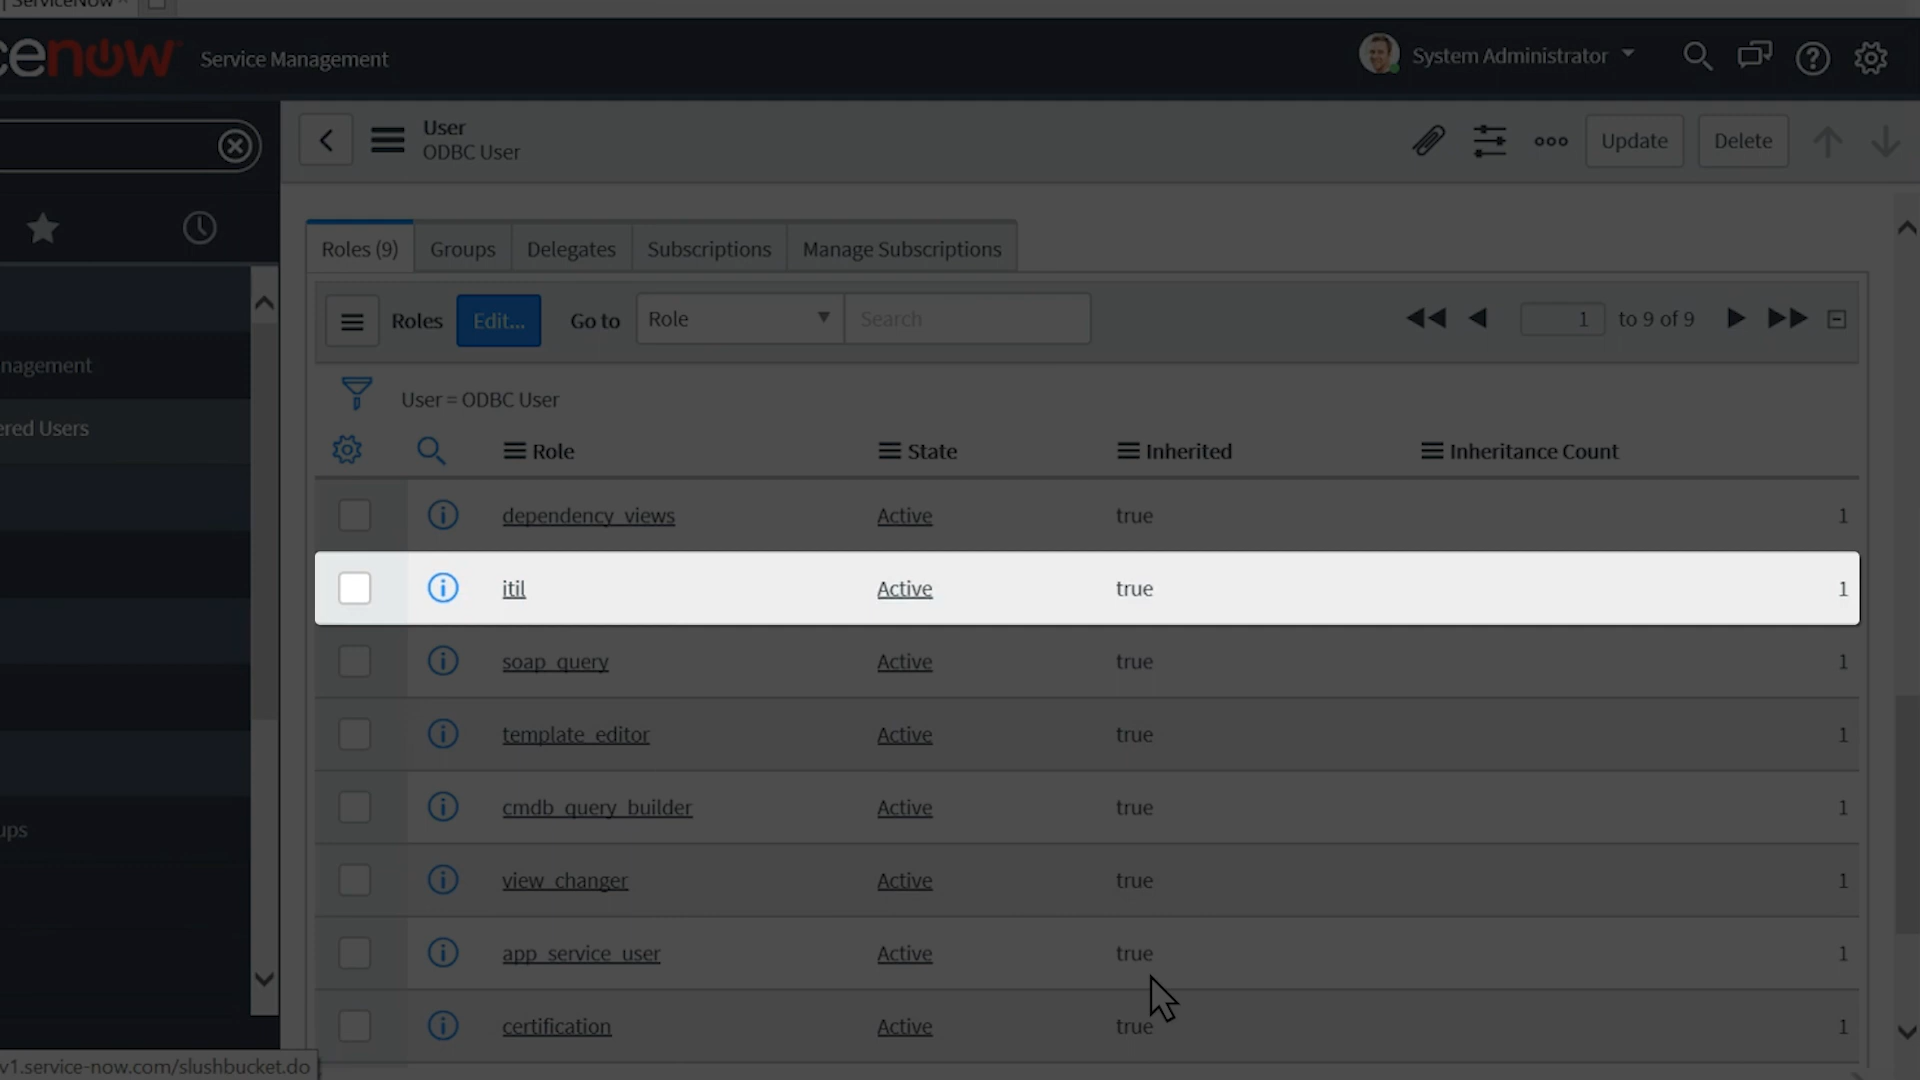 | ServiceNow
cenow Service Management
System Administrator
User
ODBC User
Update
Delete
Roles (9)
Groups
Delegates
Subscriptions
Manage Subscriptions
Roles
Edit...
Go to
Role
Search
1
to 9 of 9
User = ODBC User
Role State Inherited Inheritance Count
dependency_views Active true 1
itil Active true 1
soap_query Active true 1
template_editor Active true 1
cmdb_query_builder Active true 1
view_changer Active true 1
app_service_user Active true 1
certification Active true 1
nagement
ered Users
ups
v1.service-now.com/slushbucket.do